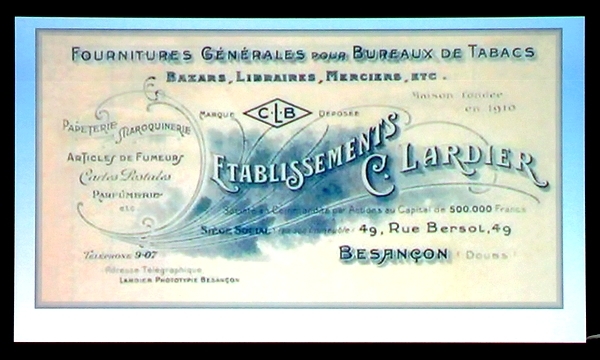 FOURNITURES GÉNÉRALES POUR BUREAUX DE TABACS
BAZARS, LIBRAIRES, MERCIERS, ETC.
Maison fondée
en 1910
MARQUE C.L.B DÉPOSÉE
PAPETERIE MAROQUINERIE
ARTICLES DE FUMEURS
Cartes Postales
PARFUMERIE
etc
ETABLISSEMENTS
C. LARDIER
Société en Commandite par Actions au Capital de 500.000 Francs
SIÈGE SOCIAL 49, Rue Bersot, 49
BESANÇON (Doubs)
TÉLÉPHONE 9-07
Adresse Télégraphique
LARDIER PHOTOTYPIE BESANÇON